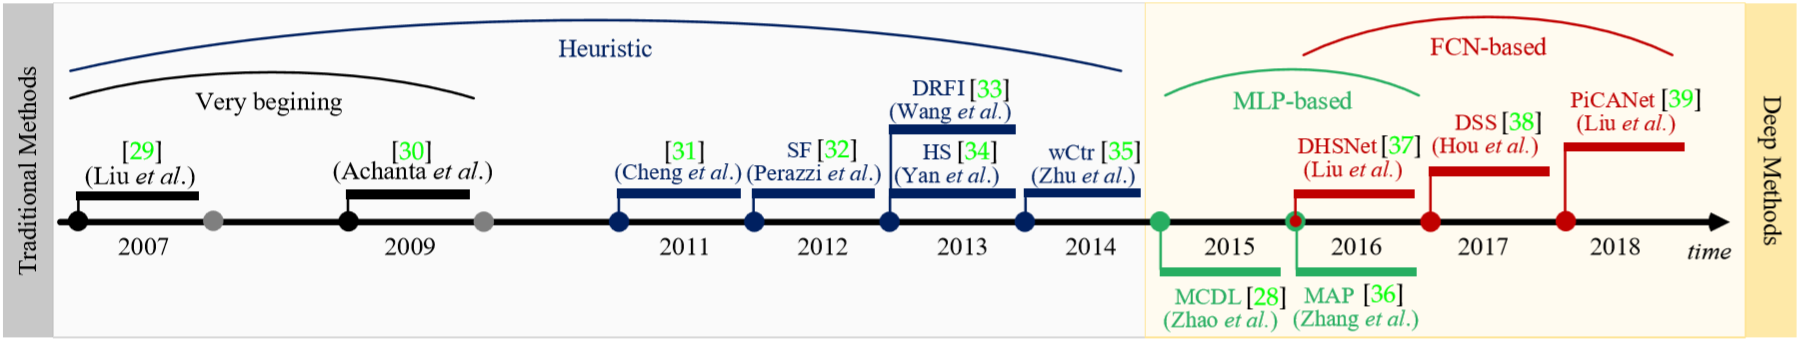 Traditional Methods
Heuristic
Very begining
[29]
(Liu et al.)
[30]
(Achanta et al.)
[31]
(Cheng et al.)
SF [32]
(Perazzi et al.)
DRFI [33]
(Wang et al.)
HS [34]
(Yan et al.)
wCtr [35]
(Zhu et al.)
FCN-based
MLP-based
DHSNet [37]
(Liu et al.)
DSS [38]
(Hou et al.)
PiCANet [39]
(Liu et al.)
2007
2009
2011
2012
2013
2014
2015
2016
2017
2018
time
MCDL [28]
(Zhao et al.)
MAP [36]
(Zhang et al.)
Deep Methods